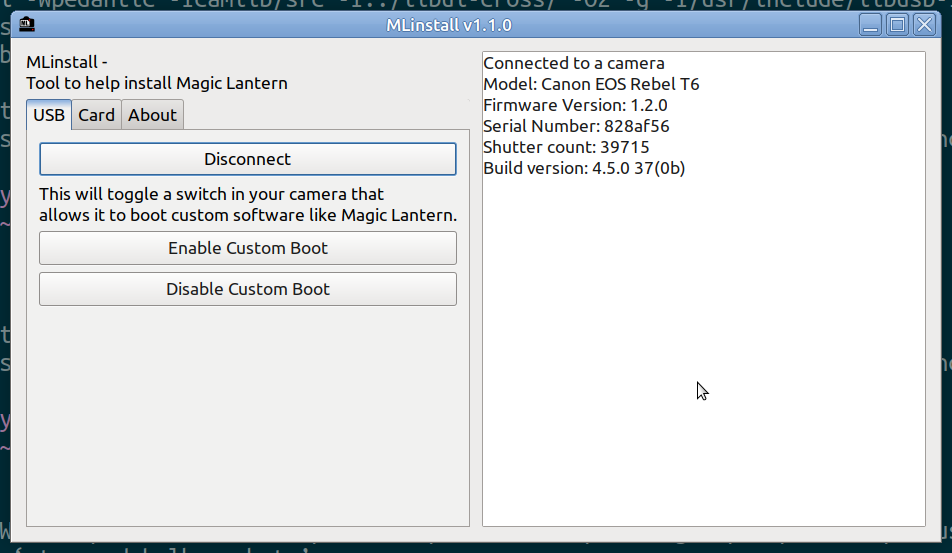 MLinstall v1.1.0
MLinstall -
Tool to help install Magic Lantern
USB
Card
About
Disconnect
This will toggle a switch in your camera that
allows it to boot custom software like Magic Lantern.
Enable Custom Boot
Disable Custom Boot
Connected to a camera
Model: Canon EOS Rebel T6
Firmware Version: 1.2.0
Serial Number: 828af56
Shutter count: 39715
Build version: 4.5.0 37(0b)